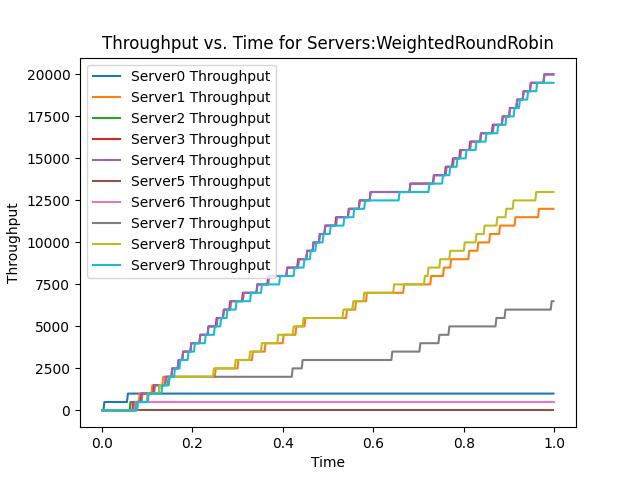 Throughput vs. Time for Servers:WeightedRoundRobin
20000
17500
15000
12500
10000
7500
5000
2500
0
Throughput
Server0 Throughput
Server1 Throughput
Server2 Throughput
Server3 Throughput
Server4 Throughput
Server5 Throughput
Server6 Throughput
Server7 Throughput
Server8 Throughput
Server9 Throughput
0.0 0.2 0.4 0.6 0.8 1.0
Time